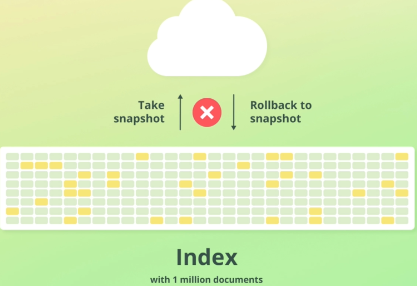 Take
snapshot
Rollback to
snapshot
Index
with 1 million documents